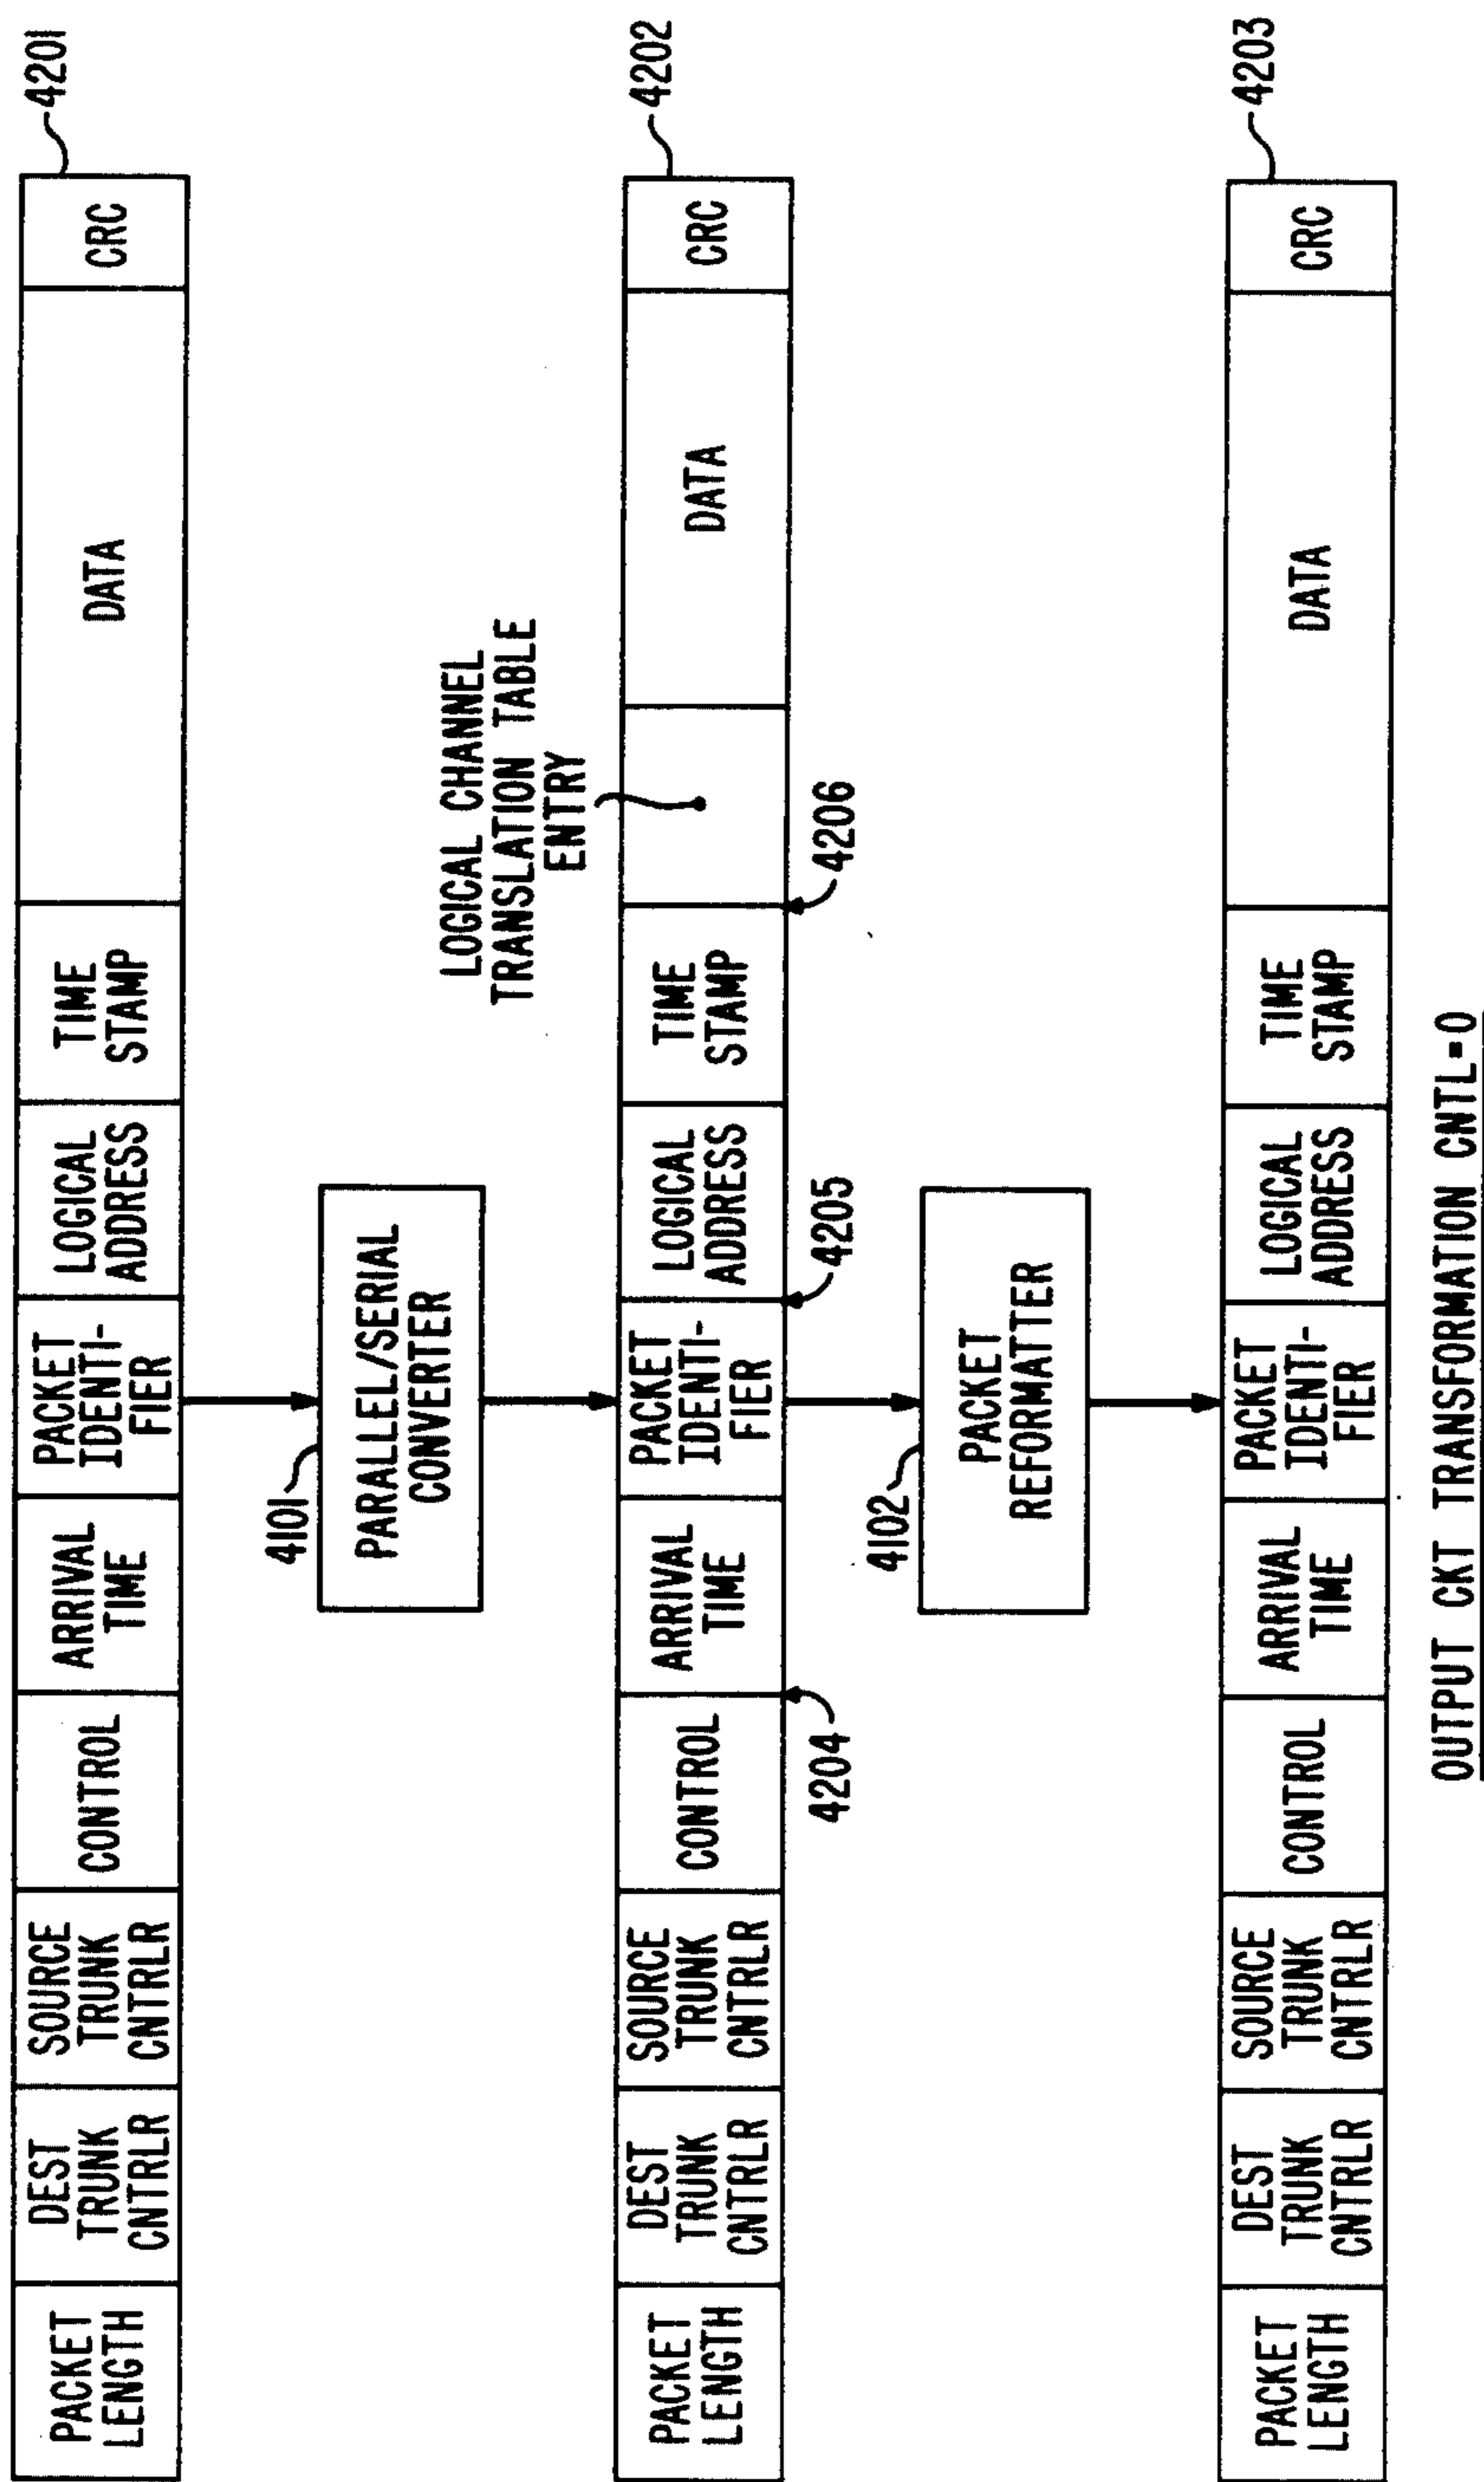 PACKET
LENGTH
DEST
TRUNK
CNTRLR
SOURCE
TRUNK
CNTRLR
CONTROL
ARRIVAL
TIME
PACKET
IDENTI-
FIER
LOGICAL
ADDRESS
TIME
STAMP
DATA
CRC
4201
4101
PARALLEL/SERIAL
CONVERTER
LOGICAL CHANNEL
TRANSLATION TABLE
ENTRY
PACKET
LENGTH
DEST
TRUNK
CNTRLR
SOURCE
TRUNK
CNTRLR
CONTROL
ARRIVAL
TIME
PACKET
IDENTI-
FIER
LOGICAL
ADDRESS
TIME
STAMP
DATA
CRC
4202
4204
4205
4206
4102
PACKET
REFORMATTER
PACKET
LENGTH
DEST
TRUNK
CNTRLR
SOURCE
TRUNK
CNTRLR
CONTROL
ARRIVAL
TIME
PACKET
IDENTI-
FIER
LOGICAL
ADDRESS
TIME
STAMP
DATA
CRC
4203
OUTPUT CKT TRANSFORMATION CNTL=0